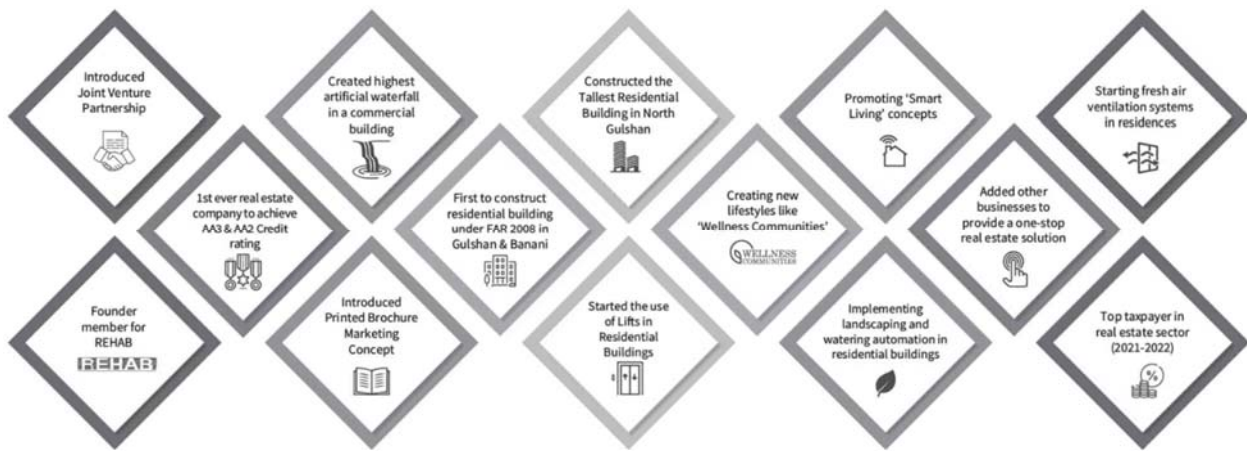 Introduced
Joint Venture
Partnership
Created highest
artificial waterfall
in a commercial
building
Constructed the
Tallest Residential
Building in North
Gulshan
Promoting ‘Smart
Living’ concepts
Starting fresh air
ventilation systems
in residences
1st ever real estate
company to achieve
AA3 & AA2 Credit
rating
First to construct
residential building
under FAR 2008 in
Gulshan & Banani
Creating new
lifestyles like
‘Wellness Communities’
WELLNESS
COMMUNITIES
Added other
businesses to
provide a one-stop
real estate solution
Founder
member for
REHAB
REHAB
Introduced
Printed Brochure
Marketing
Concept
Started the use
of Lifts in
Residential
Buildings
Implementing
landscaping and
watering automation in
residential buildings
Top taxpayer in
real estate sector
(2021-2022)
%